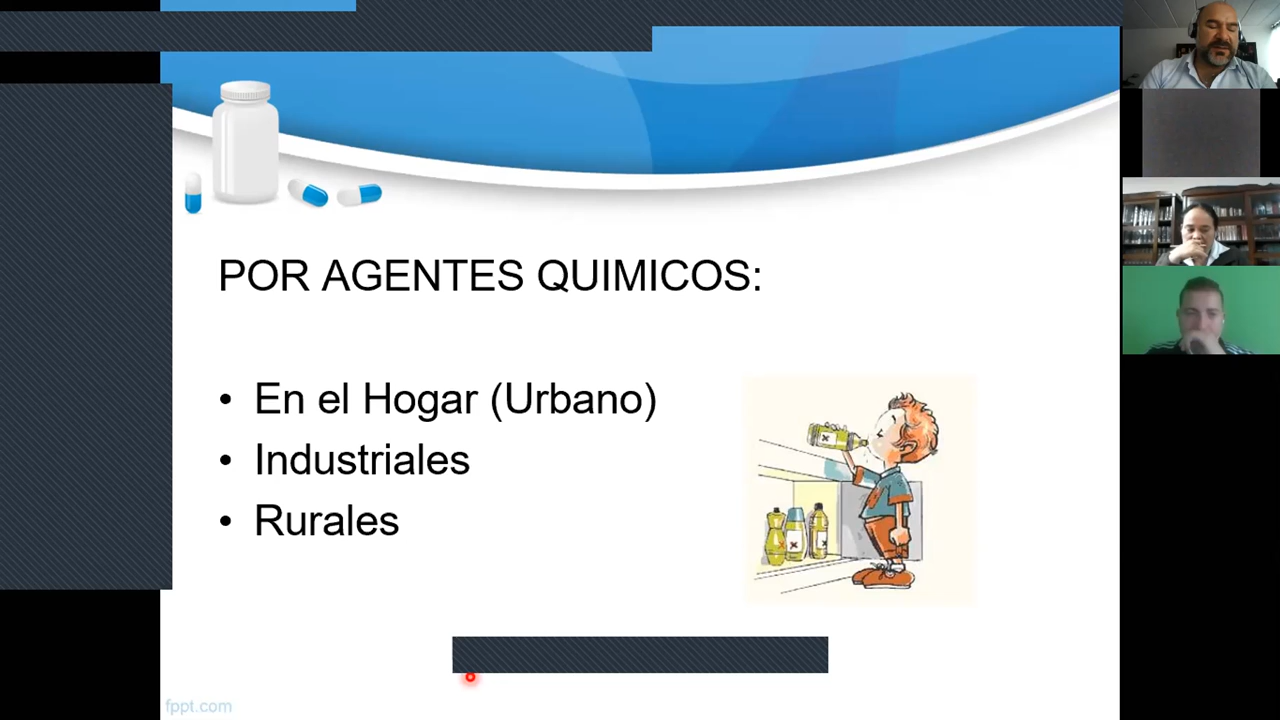 POR AGENTES QUIMICOS:
• En el Hogar (Urbano)
• Industriales
• Rurales
fppt.com